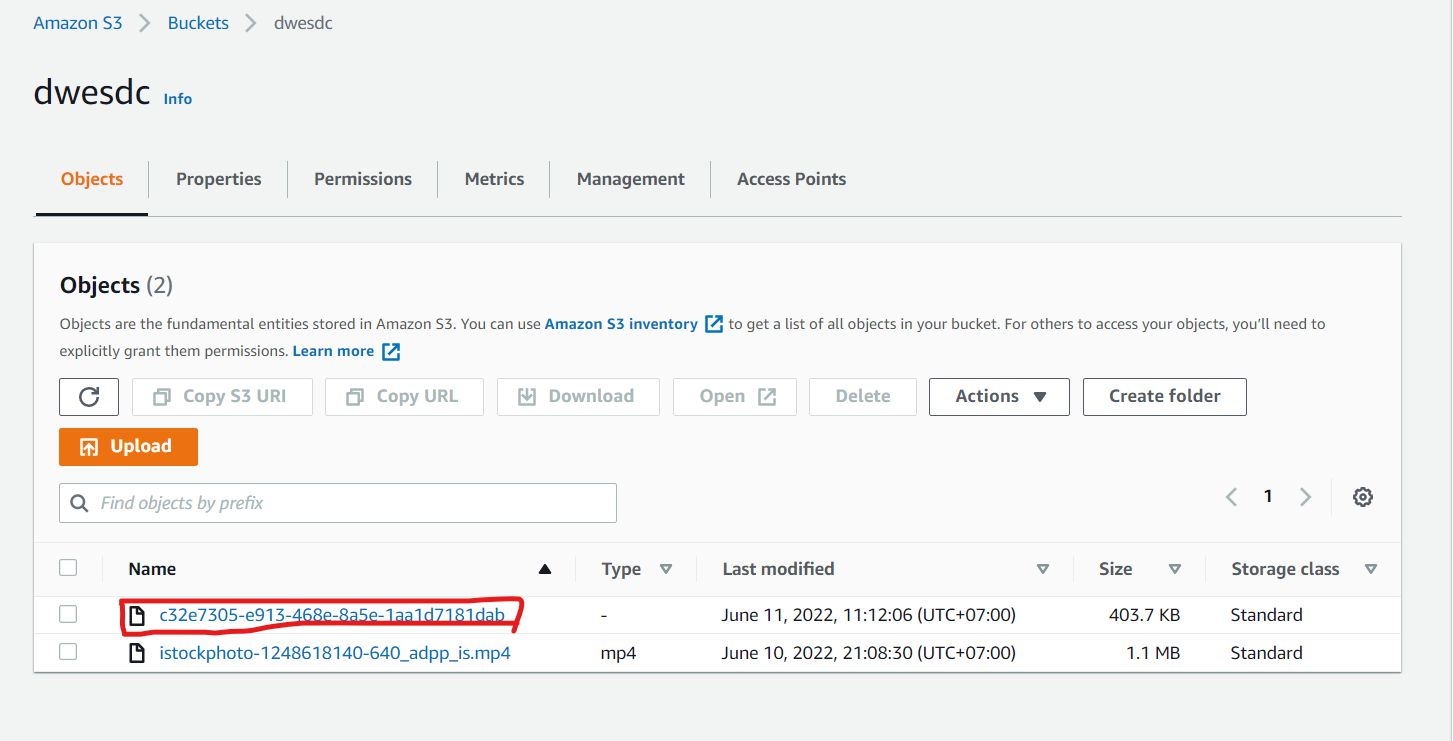 Amazon S3 > Buckets > dwesdc
dwesdc Info
Objects Properties Permissions Metrics Management Access Points
Objects (2)
Objects are the fundamental entities stored in Amazon S3. You can use Amazon S3 inventory to get a list of all objects in your bucket. For others to access your objects, you'll need to
explicitly grant them permissions. Learn more
Copy S3 URI Copy URL Download Open Delete Actions Create folder
Upload
Find objects by prefix 1
Name Type Last modified Size Storage class
c32e7305-e913-468e-8a5e-1aa1d7181dab - June 11, 2022, 11:12:06 (UTC+07:00) 403.7 KB Standard
istockphoto-1248618140-640_adpp_is.mp4 mp4 June 10, 2022, 21:08:30 (UTC+07:00) 1.1 MB Standard